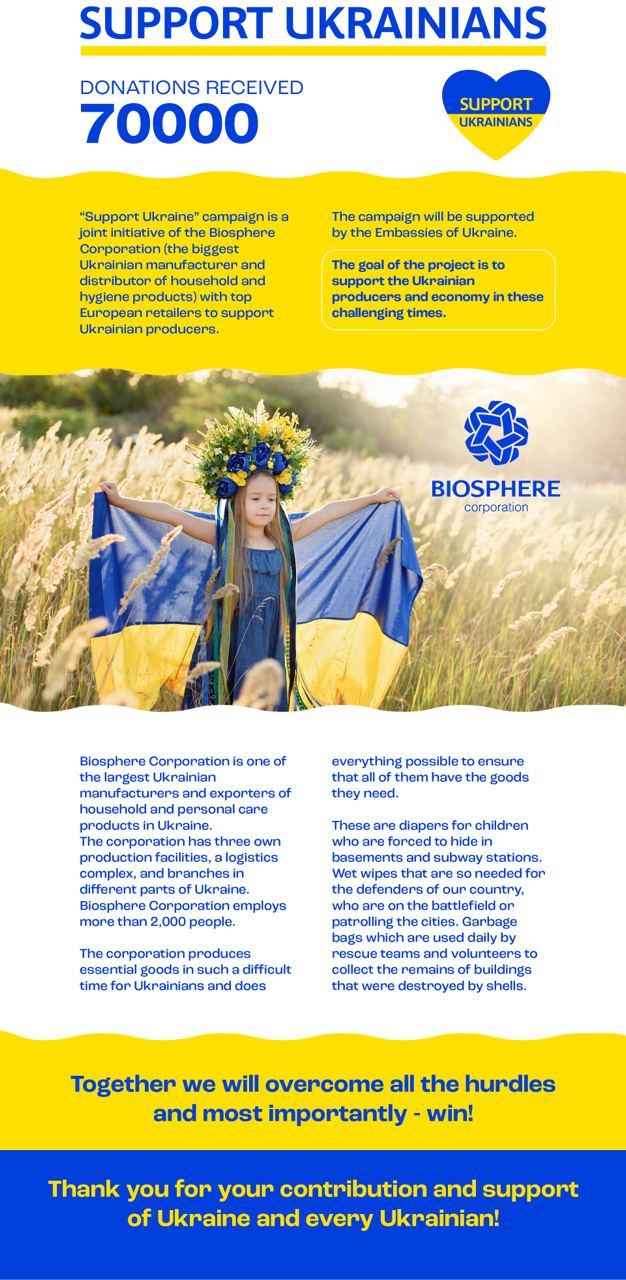 SUPPORT UKRAINIANS
DONATIONS RECEIVED
70000
SUPPORT
UKRAINIANS
“Support Ukraine” campaign is a
joint initiative of the Biosphere
Corporation (the biggest
Ukrainian manufacturer and
distributor of household and
hygiene products) with top
European retailers to support
Ukrainian producers.
The campaign will be supported
by the Embassies of Ukraine.
The goal of the project is to
support the Ukrainian
producers and economy in these
challenging times.
BIOSPHERE
corporation
Biosphere Corporation is one of
the largest Ukrainian
manufacturers and exporters of
household and personal care
products in Ukraine.
The corporation has three own
production facilities, a logistics
complex, and branches in
different parts of Ukraine.
Biosphere Corporation employs
more than 2,000 people.
The corporation produces
essential goods in such a difficult
time for Ukrainians and does
everything possible to ensure
that all of them have the goods
they need.
These are diapers for children
who are forced to hide in
basements and subway stations.
Wet wipes that are so needed for
the defenders of our country,
who are on the battlefield or
patrolling the cities. Garbage
bags which are used daily by
rescue teams and volunteers to
collect the remains of buildings
that were destroyed by shells.
Together we will overcome all the hurdles
and most importantly - win!
Thank you for your contribution and support
of Ukraine and every Ukrainian!